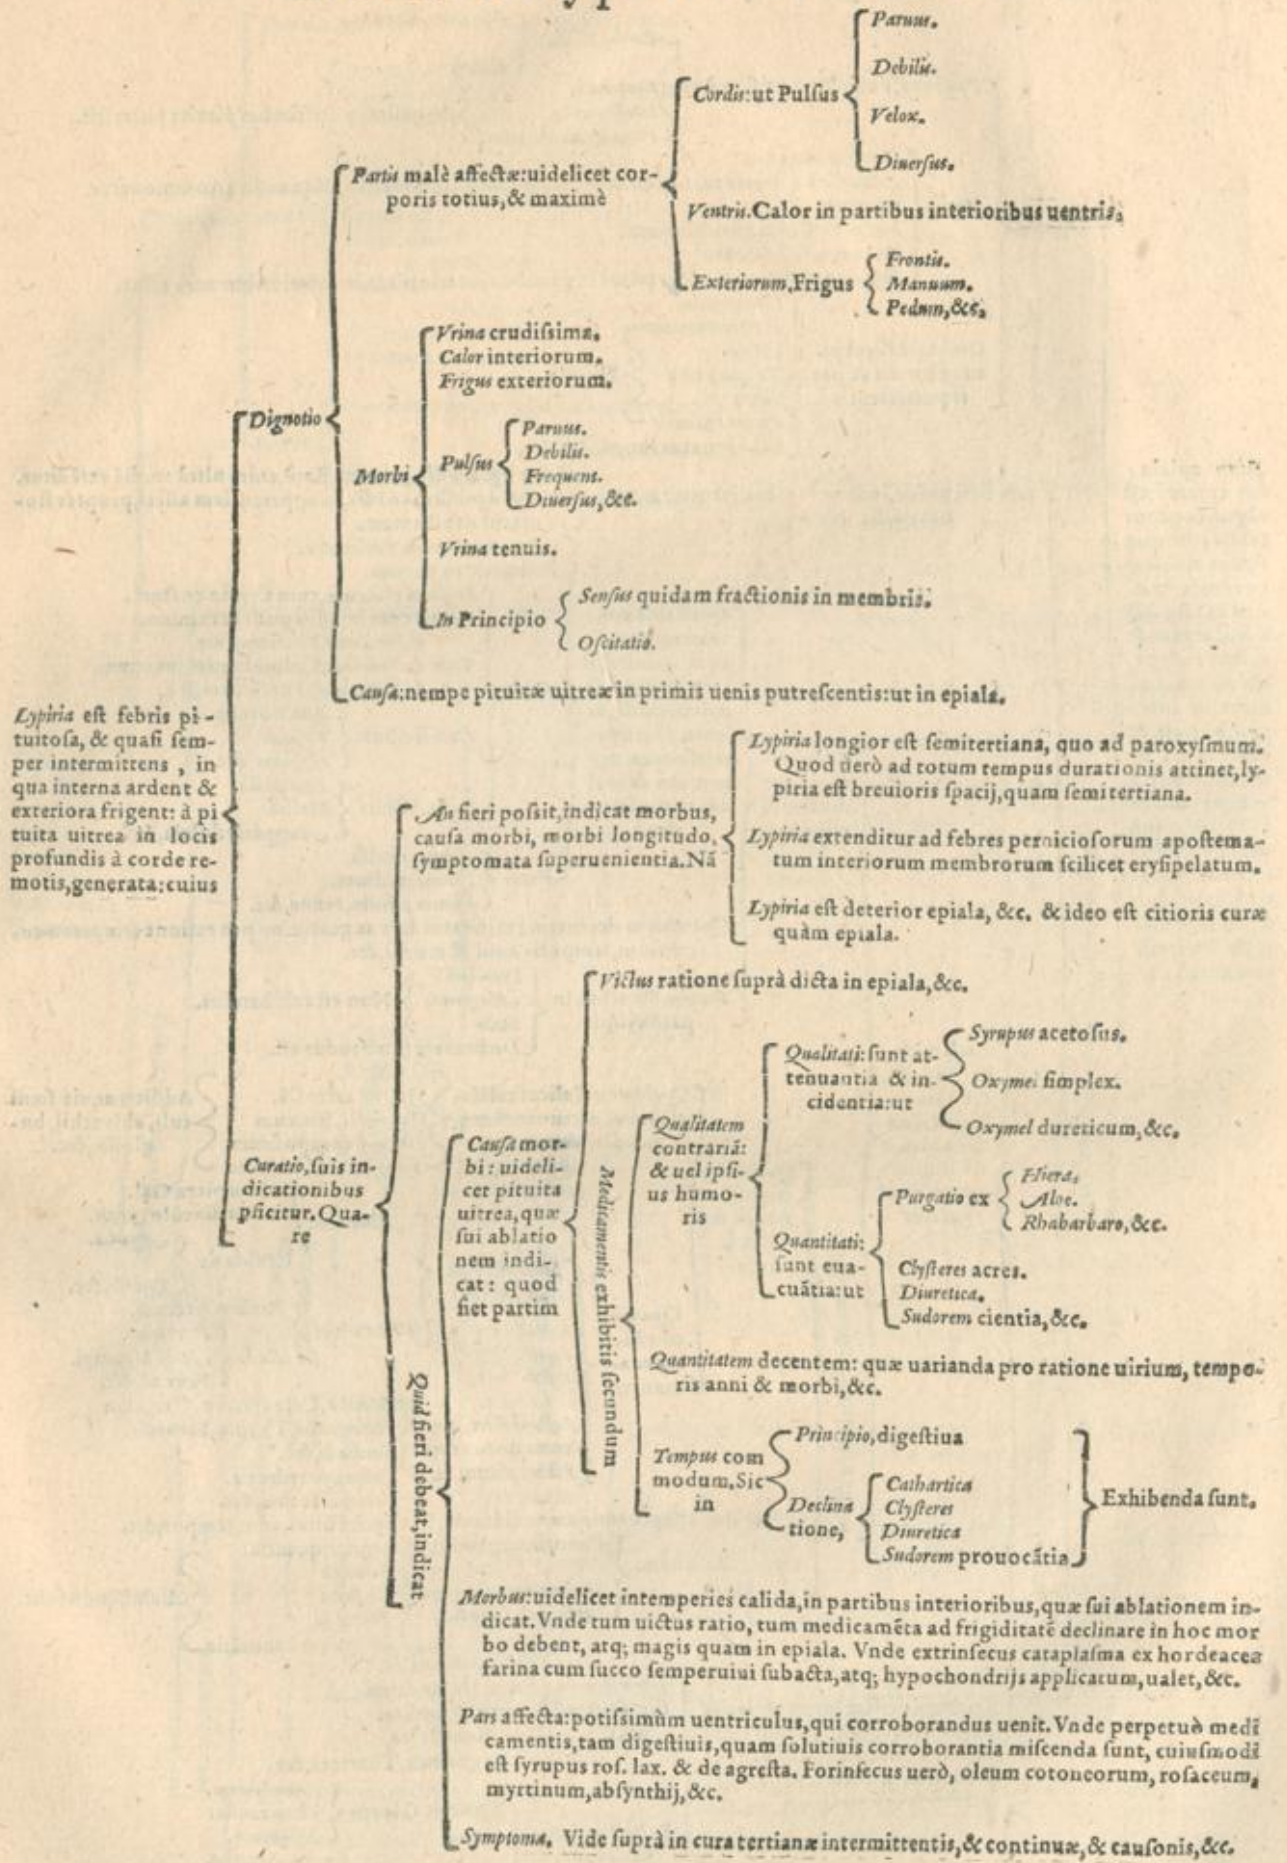 Paruus.
Debilis.
Cordis: ut Pulſus
Velox.
Diuerſus.
Partis malè affectæ: uidelicet cor-
poris totius, & maximè
Ventris. Calor in partibus interioribus uentris.
Exteriorum. Frigus
Frontis.
Manuum.
Pedum, &c.
Vrina crudiſsima.
Calor interiorum.
Frigus exteriorum.
Dignotio
Morbi
Pulſus
Paruus.
Debilis.
Frequens.
Diuerſus, &c.
Vrina tenuis.
In Principio
Senſus quidam fractionis in membris.
Oſcitatio.
Cauſa: nempe pituitæ uitreæ in primis uenis putreſcentis: ut in epiala.
Lypiria eſt febris pi-
tuitoſa, & quaſi ſem-
per intermittens, in
qua interna ardent &
exteriora frigent: à pi
tuita uitrea in locis
profundis à corde re-
motis, generata: cuius
An fieri poſsit, indicat morbus,
cauſa morbi, morbi longitudo,
ſymptomata ſuperuenientia. Nã
Lypiria longior eſt ſemitertiana, quo ad paroxyſmum.
Quod uerò ad totum tempus durationis attinet, ly-
piria eſt breuioris ſpacij, quam ſemitertiana.
Lypiria extenditur ad febres pernicioſorum apoſtema-
tum interiorum membrorum ſcilicet eryſipelatum.
Lypiria eſt deterior epiala, &c. & ideo eſt citioris curæ
quàm epiala.
Curatio, ſuis in-
dicationibus
pſicitur. Qua-
re
Quid fieri debeat, indicat
Cauſa mor-
bi: uideli-
cet pituita
uitrea, quæ
ſui ablatio
nem indi-
cat: quod
fiet partim
Victus ratione ſuprà dicta in epiala, &c.
Medicamentis exhibitis ſecundum
Qualitatem
contrariã:
& uel ipſi-
us humo-
ris
Qualitati: ſunt at-
tenuantia & in-
cidentia: ut
Syrupus acetoſus.
Oxymel ſimplex.
Oxymel dureticum, &c.
Quantitati:
ſunt eua-
cuãtia: ut
Purgatio ex
Hiera.
Aloe.
Rhabarbaro, &c.
Clyſteres acres.
Diuretica.
Sudorem cientia, &c.
Quantitatem decentem: quæ uarianda pro ratione uirium, tempo-
ris anni & morbi, &c.
Tempus com
modum. Sic
in
Principio, digeſtiua
Declina
tione,
Cathartica
Clyſteres
Diuretica
Sudorem prouocãtia
Exhibenda ſunt.
Morbus: uidelicet intemperies calida, in partibus interioribus, quæ ſui ablationem in-
dicat. Vnde tum uictus ratio, tum medicamẽta ad frigiditatẽ declinare in hoc mor
bo debent, atq; magis quam in epiala. Vnde extrinſecus cataplaſma ex hordeacea
farina cum ſucco ſemperuiui ſubacta, atq; hypochondrijs applicatum, ualet, &c.
Pars affecta: potiſsimùm uentriculus, qui corroborandus uenit. Vnde perpetuò medi
camentis, tam digeſtiuis, quam ſolutiuis corroborantia miſcenda ſunt, cuiuſmodi
eſt ſyrupus roſ. lax. & de agreſta. Forinſecus uerò, oleum cotoneorum, roſaceum,
myrtinum, abſynthij, &c.
Symptoma. Vide ſuprà in cura tertianæ intermittentis, & continuæ, & cauſonis, &c.